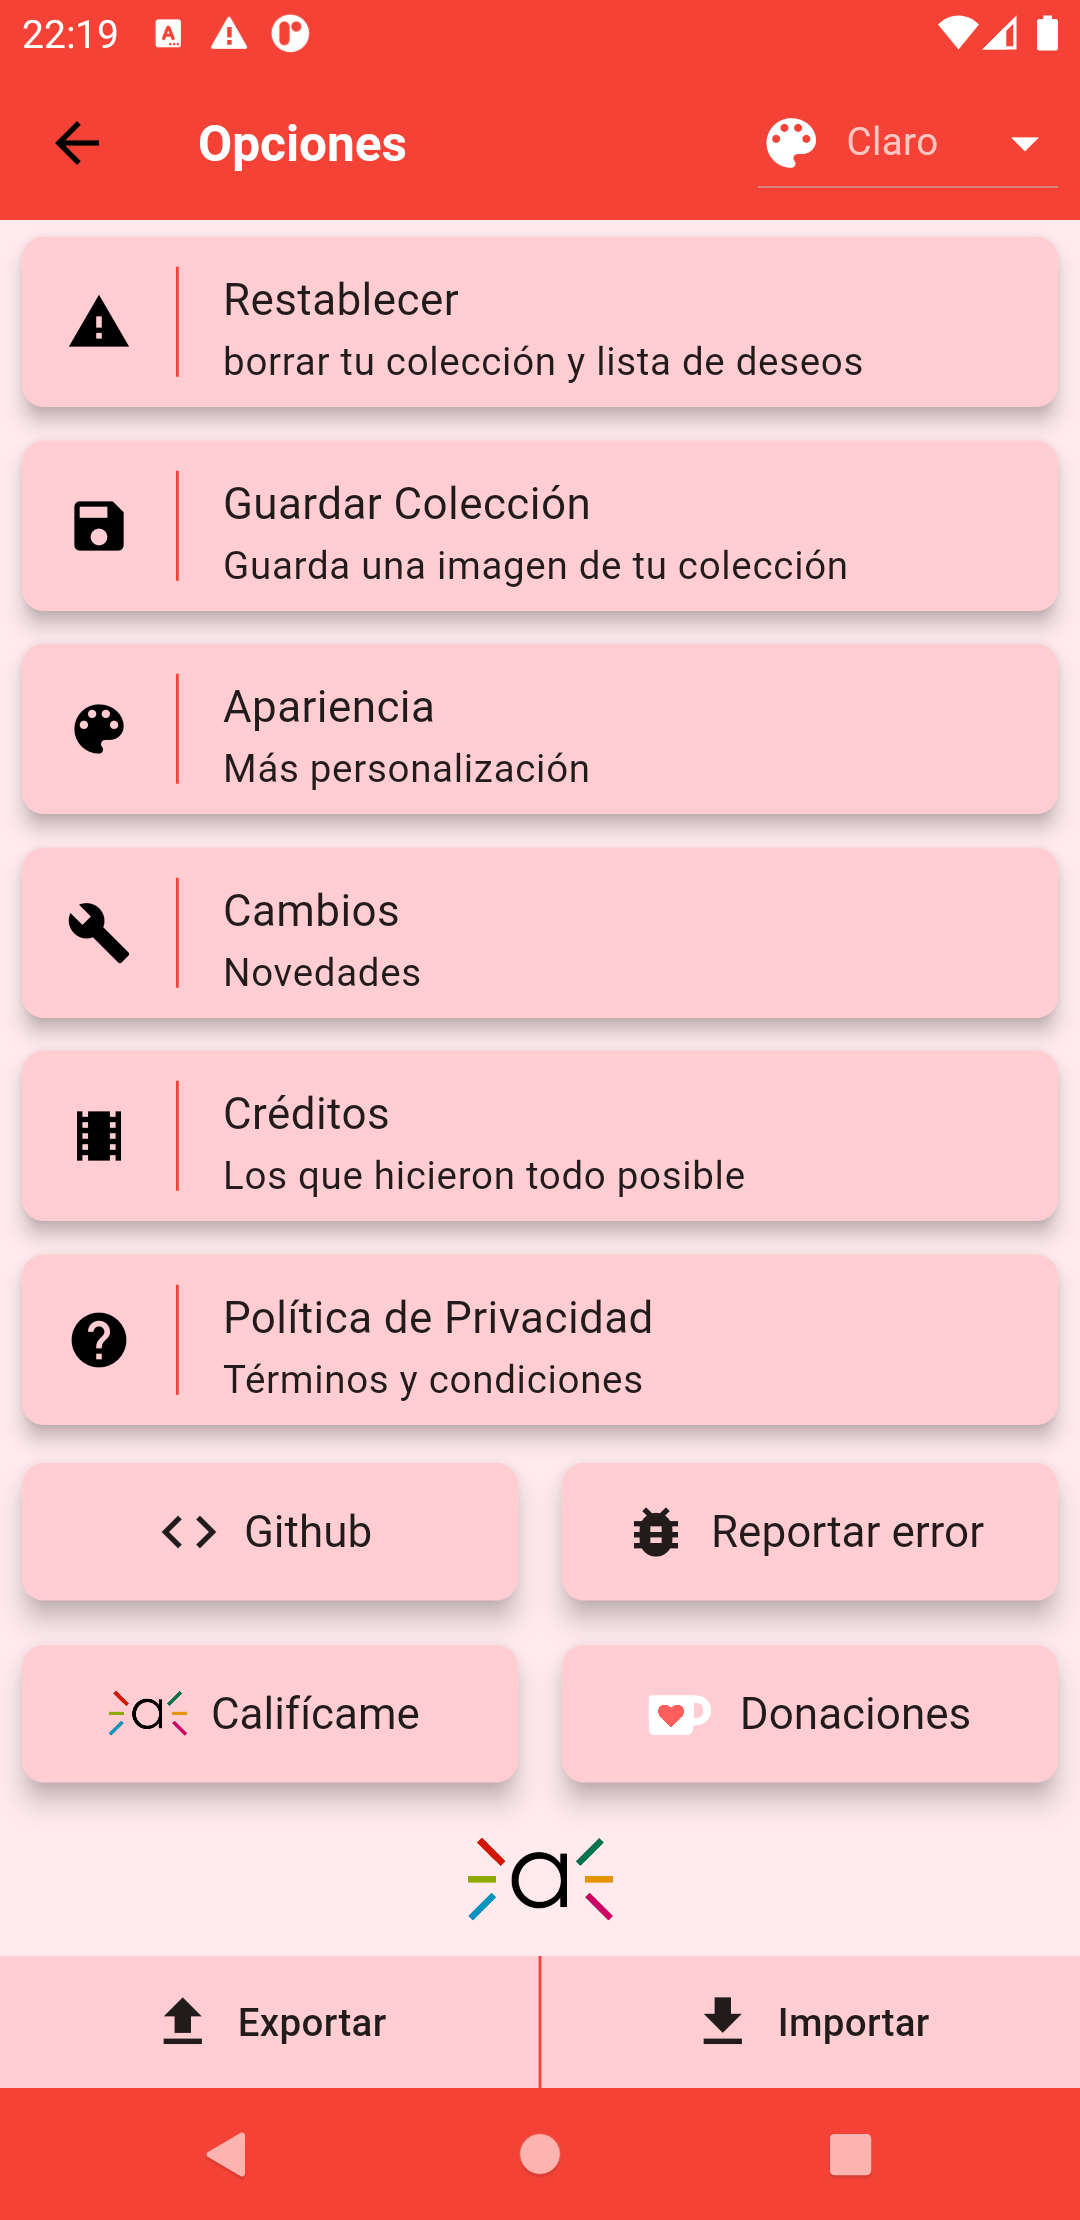 22:19
Opciones
Claro
Restablecer
borrar tu colección y lista de deseos
Guardar Colección
Guarda una imagen de tu colección
Apariencia
Más personalización
Cambios
Novedades
Créditos
Los que hicieron todo posible
Política de Privacidad
Términos y condiciones
Github
Reportar error
a Califícame
Donaciones
a
Exportar
Importar